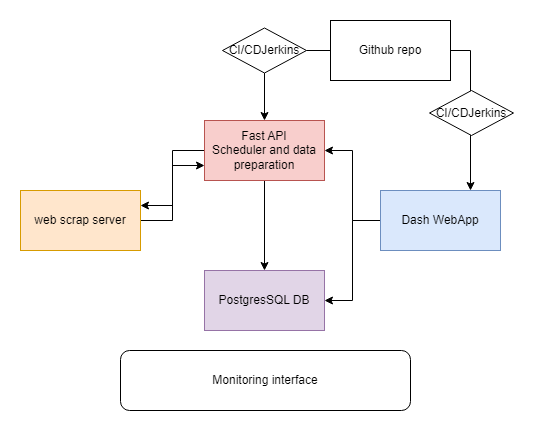 CI/CDJerkins
Github repo
CI/CDJerkins
Fast API
Scheduler and data
preparation
web scrap server
Dash WebApp
PostgresSQL DB
Monitoring interface